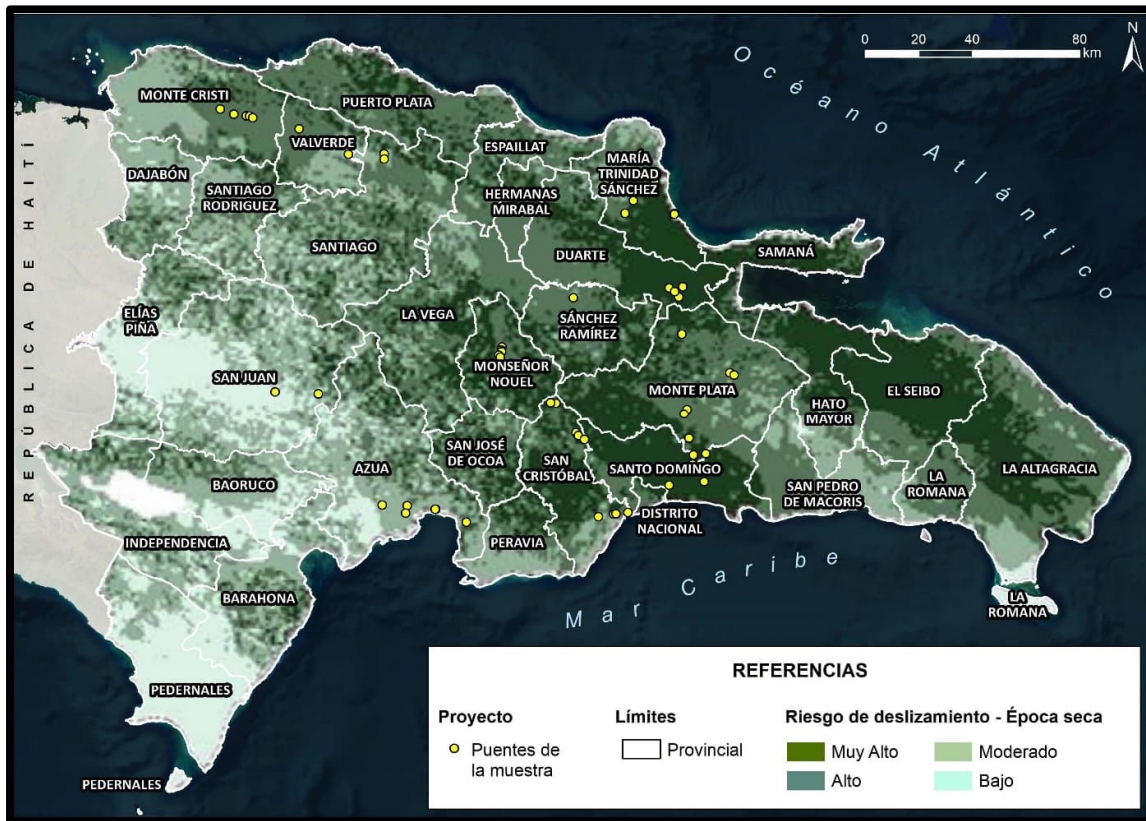 N
0 20 40 60 80
km
Océano Atlántico
REPÚBLICA DE HAITÍ
MONTE CRISTI
PUERTO PLATA
VALVERDE
ESPAILLAT
DAJABÓN
SANTIAGO
RODRIGUEZ
HERMANAS
MIRABAL
MARÍA
TRINIDAD
SÁNCHEZ
SANTIAGO
DUARTE
SAMANÁ
ELÍAS
PIÑA
LA VEGA
SÁNCHEZ
RAMÍREZ
SAN JUAN
MONSEÑOR
NOUEL
MONTE PLATA
EL SEIBO
HATO
MAYOR
SAN JOSÉ
DE OCOA
SAN
CRISTÓBAL
SANTO DOMINGO
LA ALTAGRACIA
AZUA
BAORUCO
SAN PEDRO
DE MACORIS
LA
ROMANA
DISTRITO
NACIONAL
INDEPENDENCIA
PERAVIA
BARAHONA
Mar Caribe
LA
ROMANA
PEDERNALES
PEDERNALES
REFERENCIAS
Proyecto
Puentes de
la muestra
Límites
Provincial
Riesgo de deslizamiento - Época seca
Muy Alto
Moderado
Alto
Bajo